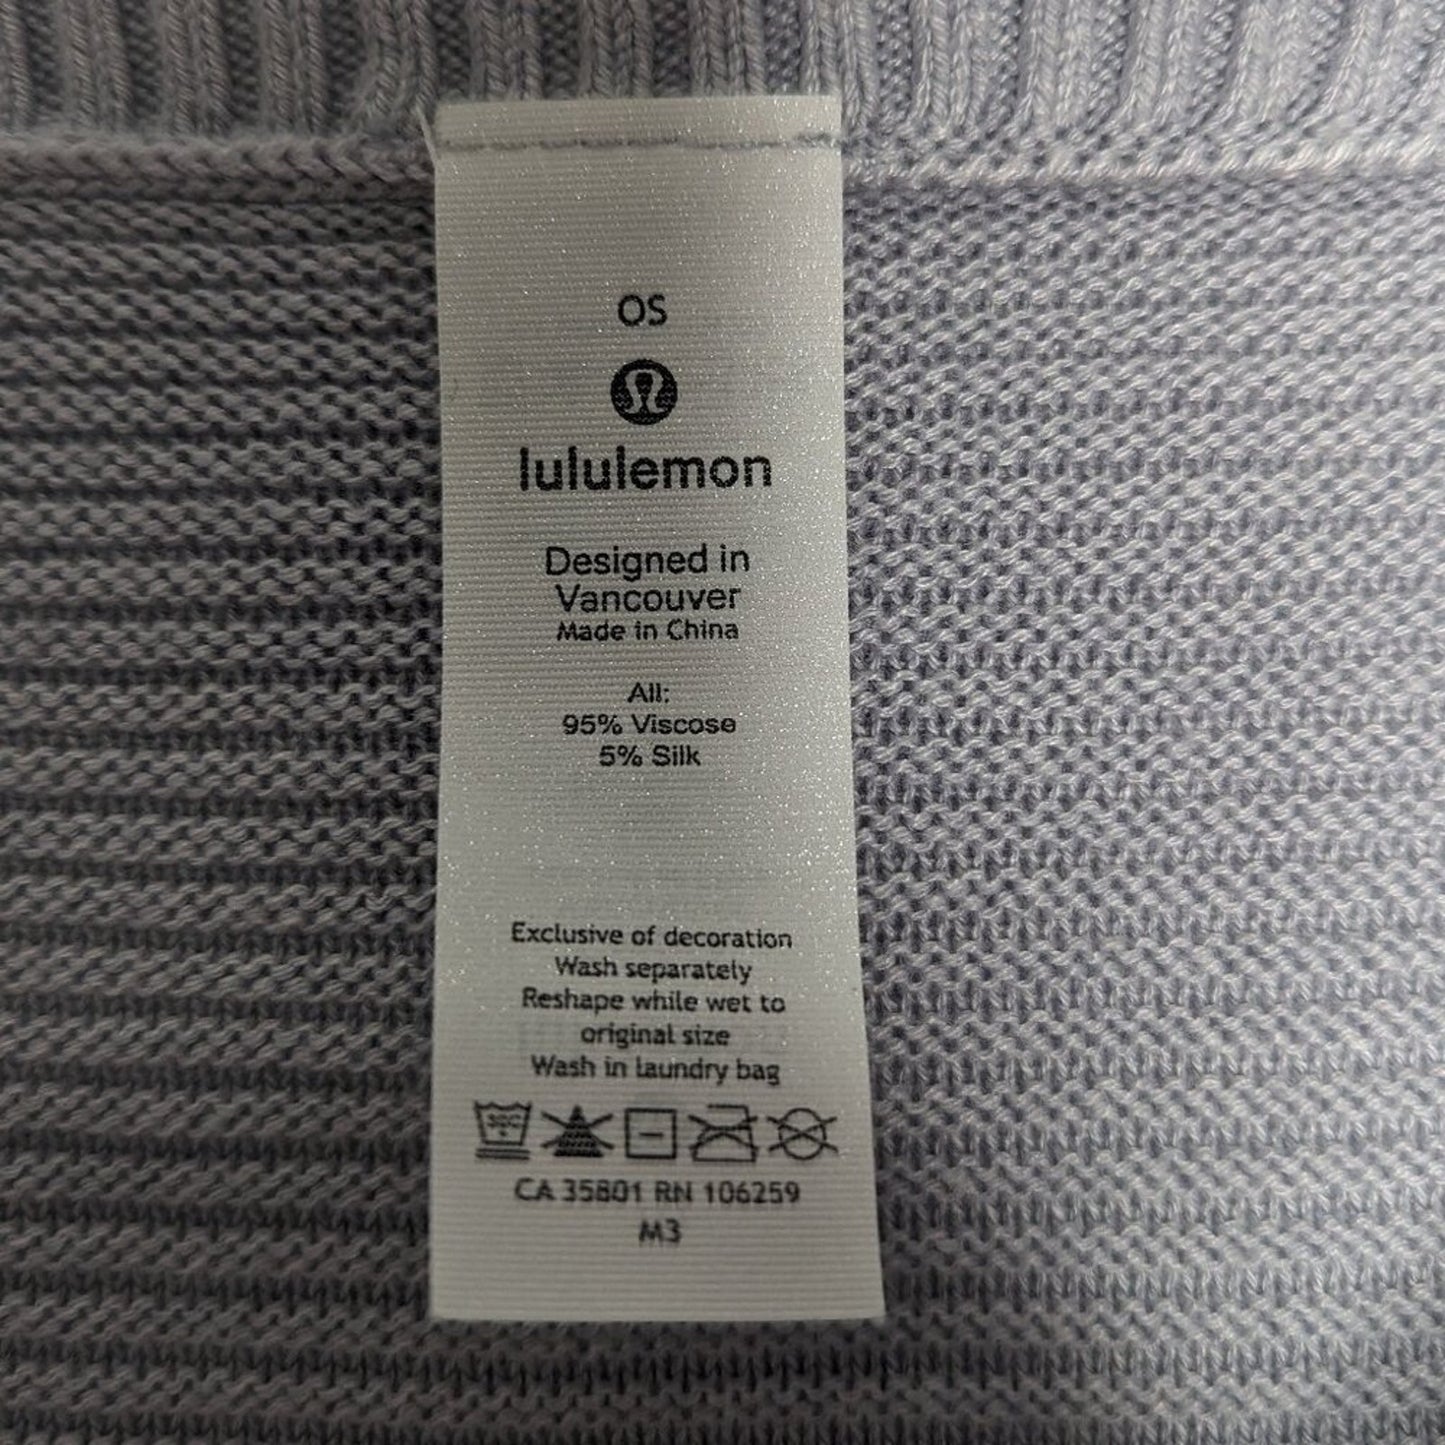 OS
lululemon
Designed in
Vancouver
Made in China
All:
95% Viscose
5% Silk
Exclusive of decoration
Wash separately
Reshape while wet to
original size
Wash in laundry bag
30C
CA 35801 RN 106259
M3